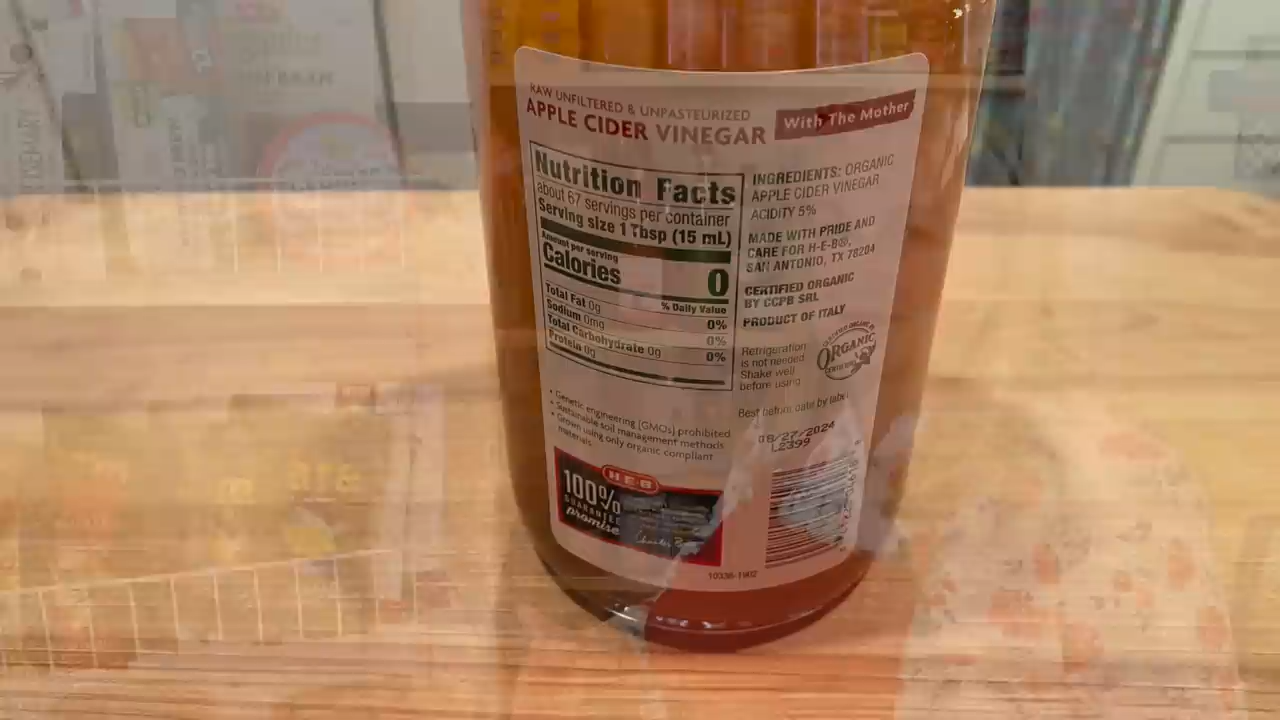 RAW UNFILTERED & UNPASTEURIZED
APPLE CIDER VINEGAR
With The Mother
Nutrition Facts
about 67 servings per container
Serving size 1 Tbsp (15 mL)
Amount per serving
Calories 0
% Daily Value
Total Fat 0g 0%
Sodium 0mg 0%
Total Carbohydrate 0g 0%
Protein 0g
• Genetic engineering (GMOs) prohibited
• Sustainable soil management methods
• Grown using only organic compliant
materials
H-E-B
100%
GUARANTEE
promise
10336-1902
INGREDIENTS: ORGANIC
APPLE CIDER VINEGAR
ACIDITY 5%
MADE WITH PRIDE AND
CARE FOR H-E-B®,
SAN ANTONIO, TX 78204
CERTIFIED ORGANIC
BY CCPB SRL
PRODUCT OF ITALY
Refrigeration
is not needed
Shake well
before using
ORGANIC
Best before date by label
08/27/2024
L2399